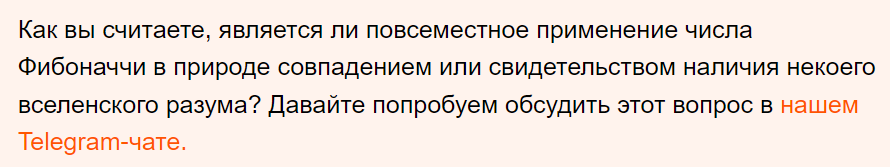 Как вы считаете, является ли повсеместное применение числа
Фибоначчи в природе совпадением или свидетельством наличия некоего
вселенского разума? Давайте попробуем обсудить этот вопрос в нашем
Telegram-чате.